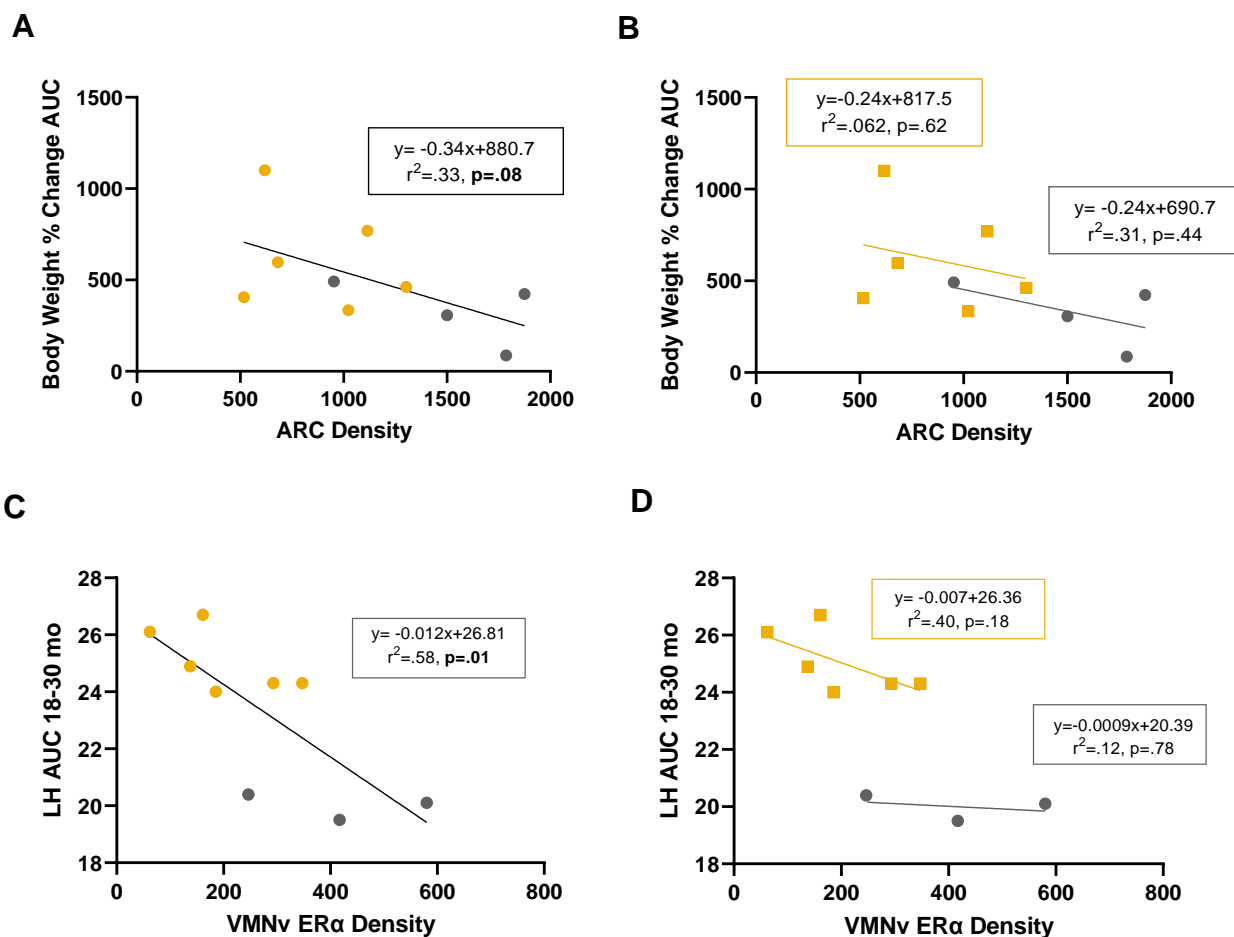 A
Body Weight % Change AUC
1500
1000
500
0
0 500 1000 1500 2000
ARC Density
y= -0.34x+880.7
r²=.33, p=.08
B
Body Weight % Change AUC
1500
1000
500
0
0 500 1000 1500 2000
ARC Density
y=-0.24x+817.5
r²=.062, p=.62
y= -0.24x+690.7
r²=.31, p=.44
C
LH AUC 18-30 mo
28
26
24
22
20
18
0 200 400 600 800
VMNv ERα Density
y= -0.012x+26.81
r²=.58, p=.01
D
LH AUC 18-30 mo
28
26
24
22
20
18
0 200 400 600 800
VMNv ERα Density
y= -0.007+26.36
r²=.40, p=.18
y=-0.0009x+20.39
r²=.12, p=.78